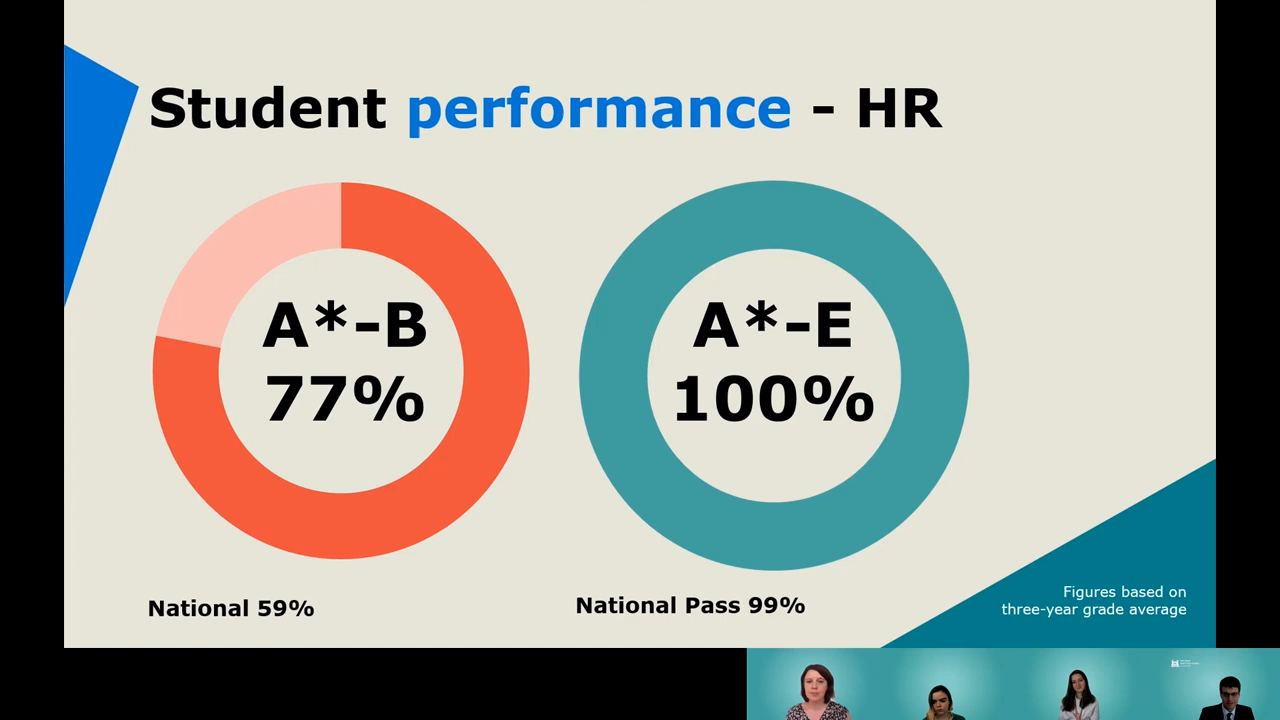 Student performance - HR
A*-B
77%
A*-E
100%
National 59%
National Pass 99%
Figures based on
three-year grade average